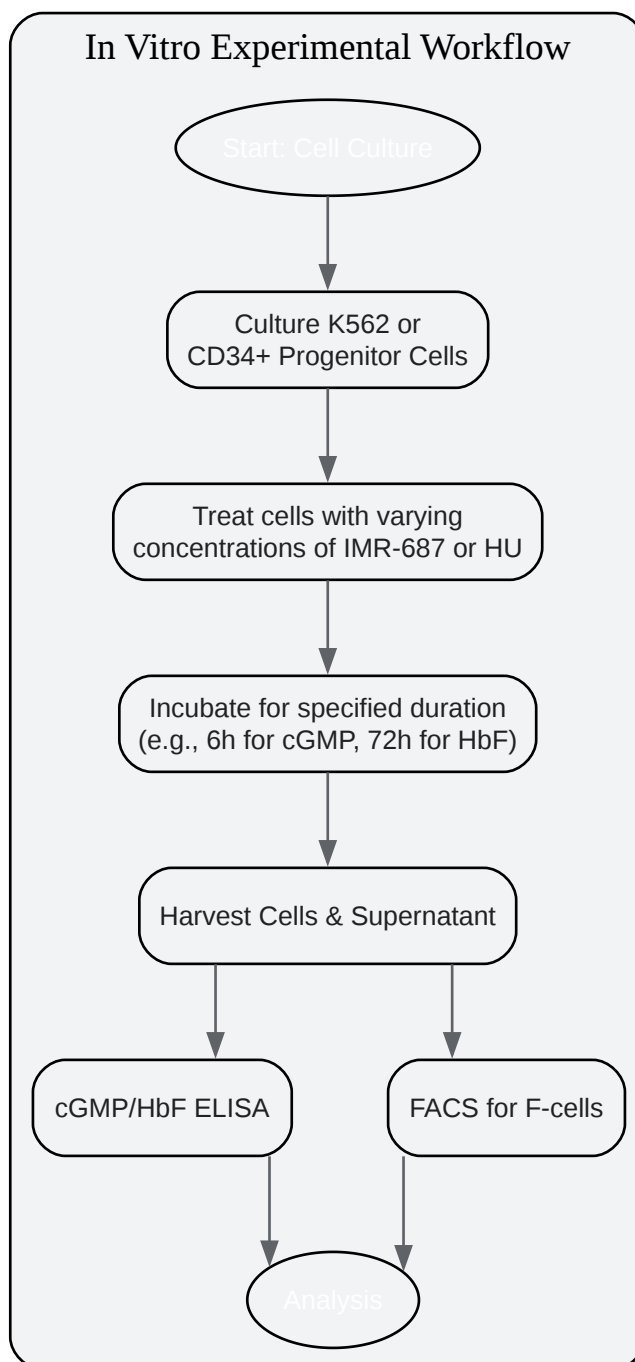 In Vitro Experimental Workflow
Start: Cell Culture
Culture K562 or
CD34+ Progenitor Cells
Treat cells with varying
concentrations of IMR-687 or HU
Incubate for specified duration
(e.g., 6h for cGMP, 72h for HbF)
Harvest Cells & Supernatant
cGMP/HbF ELISA
FACS for F-cells
Analysis